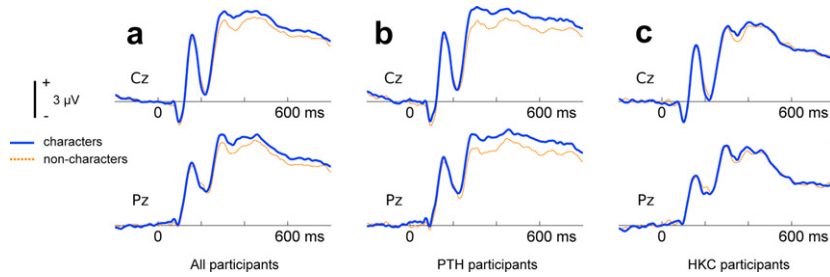 a
b
c
Cz
Cz
Cz
+
3 μV
-
0
600 ms
0
600 ms
0
600 ms
characters
non-characters
Pz
Pz
Pz
0
600 ms
0
600 ms
0
600 ms
All participants
PTH participants
HKC participants